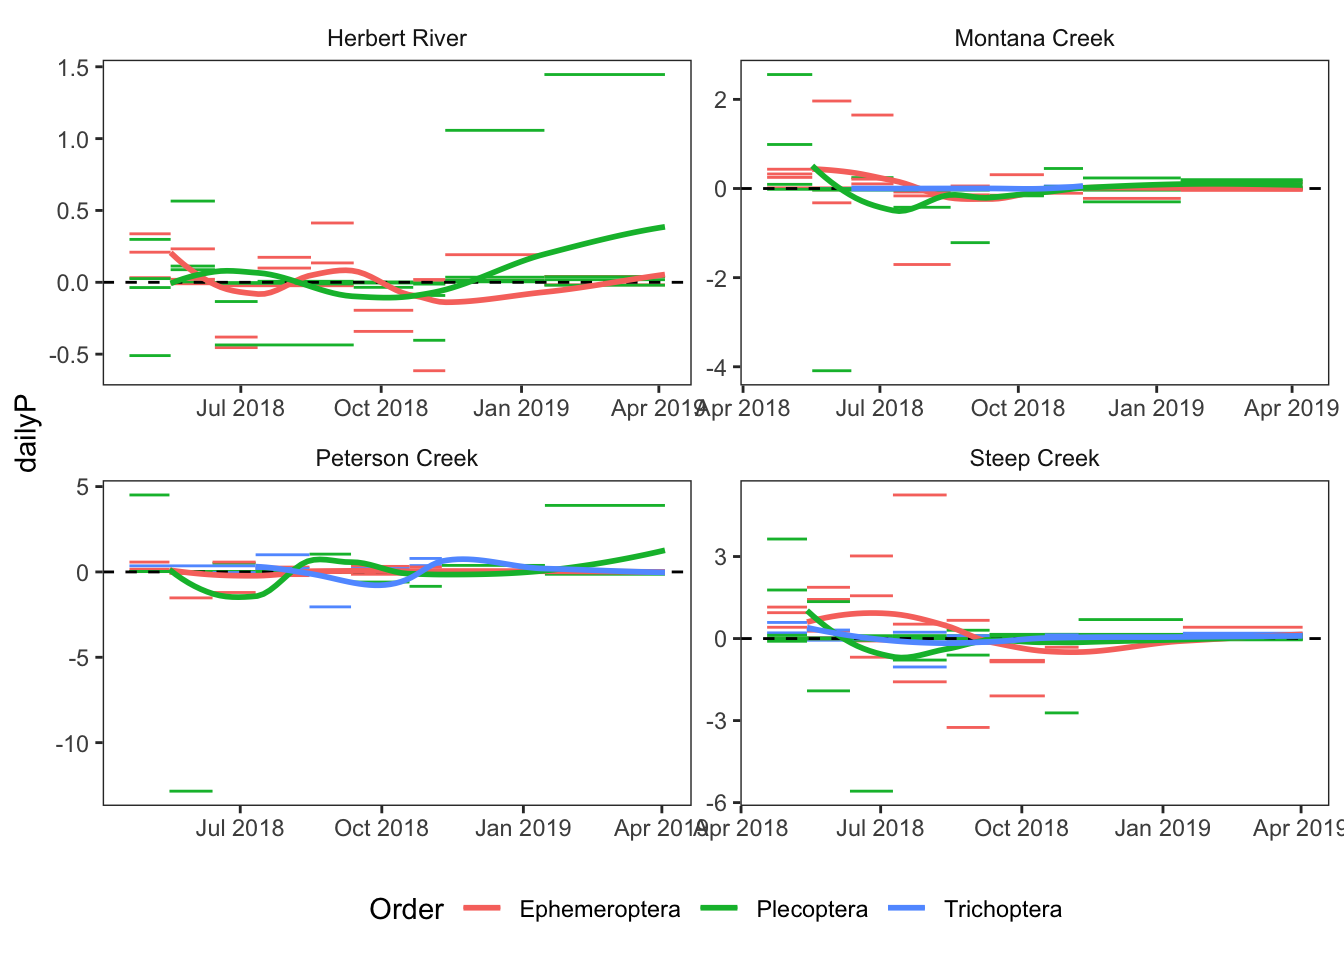 Herbert River
Montana Creek
1.5
1.0
0.5
0.0
-0.5
2
0
-2
-4
Jul 2018 Oct 2018 Jan 2019 Apr 2019
Apr 2018 Jul 2018 Oct 2018 Jan 2019 Apr 2019
dailyP
Peterson Creek
Steep Creek
5
0
-5
-10
3
0
-3
-6
Jul 2018 Oct 2018 Jan 2019 Apr 2019
Apr 2018 Jul 2018 Oct 2018 Jan 2019 Apr 2019
Order Ephemeroptera Plecoptera Trichoptera